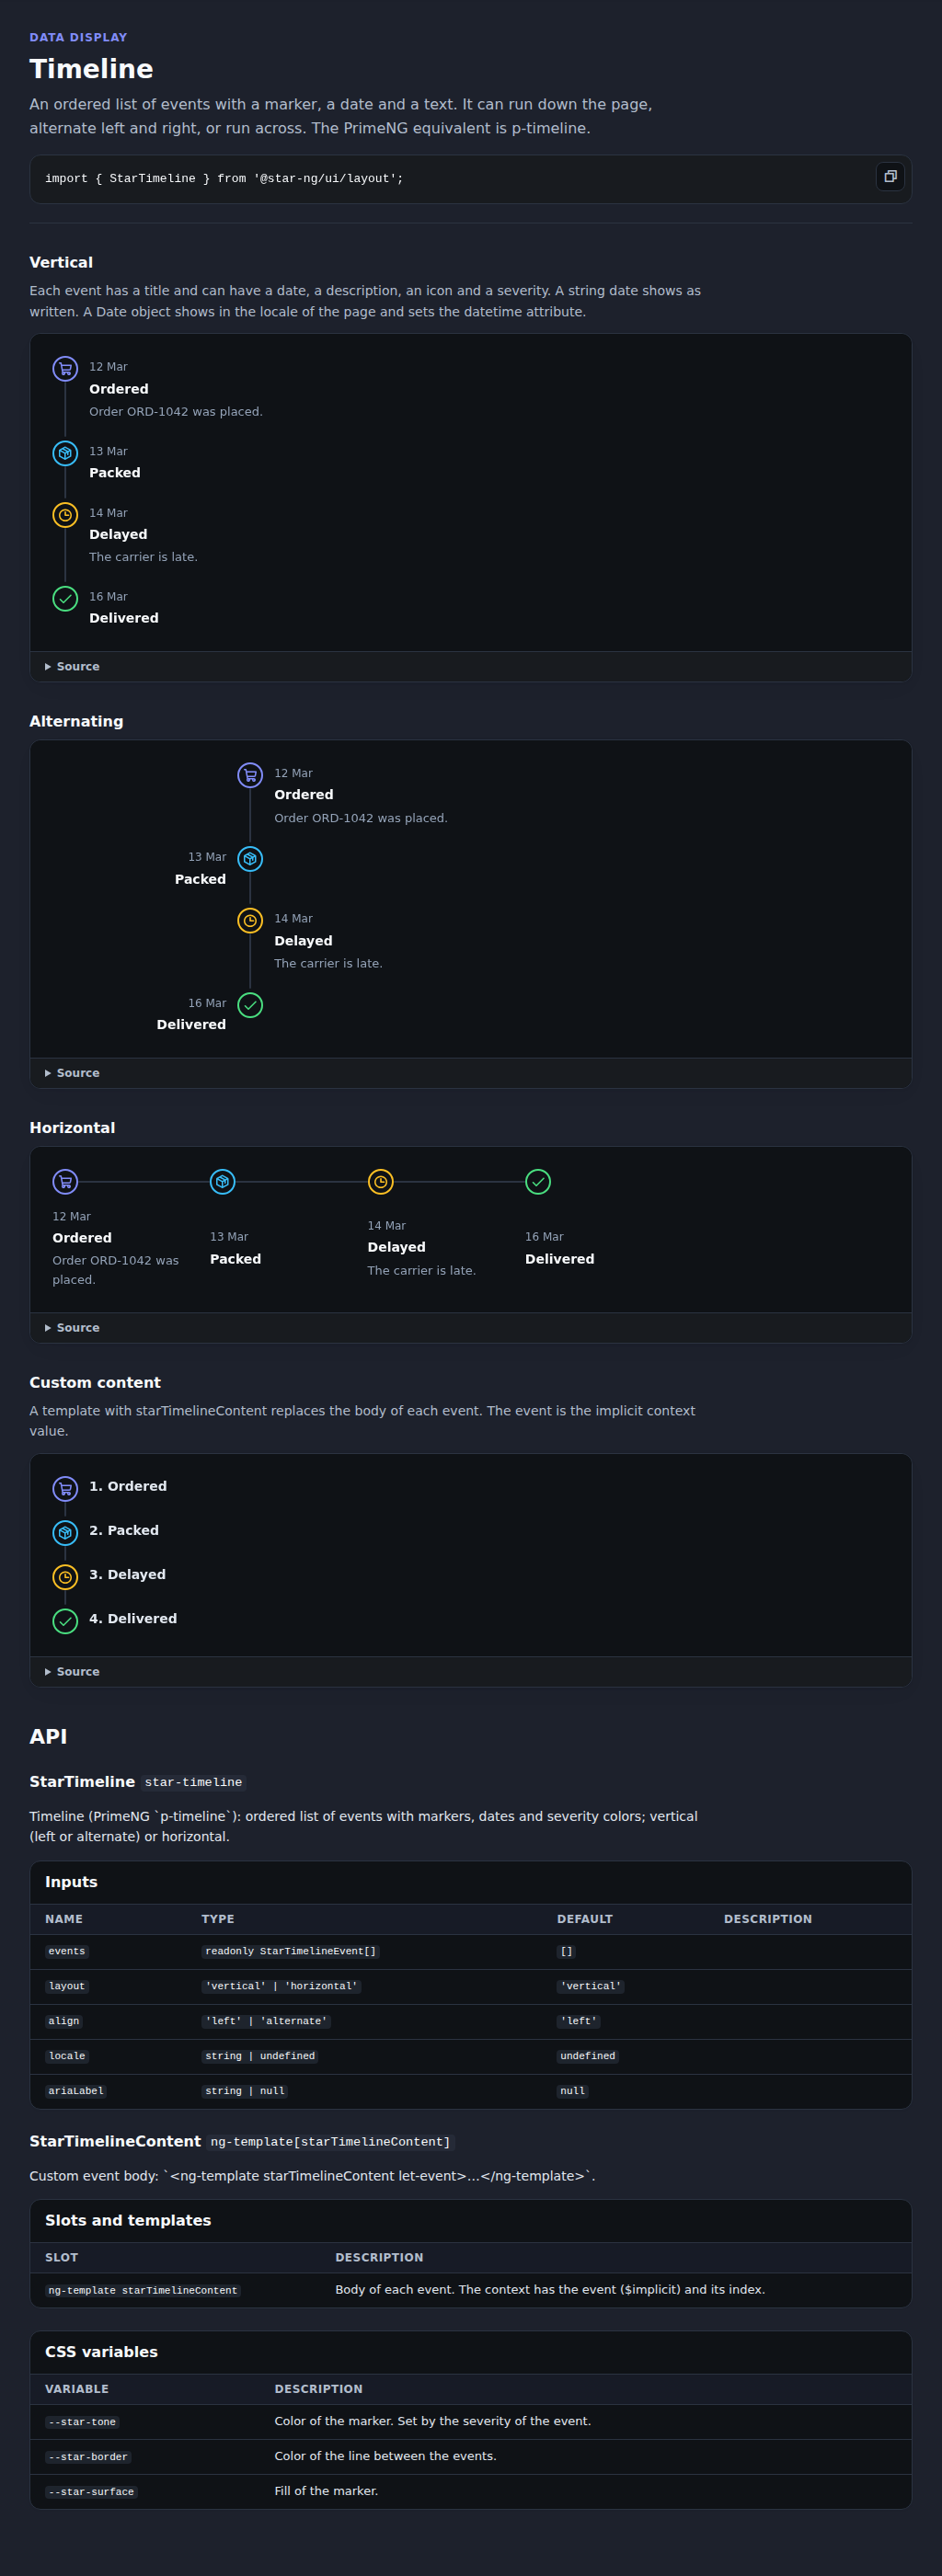 DATA DISPLAY
Timeline
An ordered list of events with a marker, a date and a text. It can run down the page,
alternate left and right, or run across. The PrimeNG equivalent is p-timeline.
import { StarTimeline } from '@star-ng/ui/layout';
Vertical
Each event has a title and can have a date, a description, an icon and a severity. A string date shows as
written. A Date object shows in the locale of the page and sets the datetime attribute.
12 Mar
Ordered
Order ORD-1042 was placed.
13 Mar
Packed
14 Mar
Delayed
The carrier is late.
16 Mar
Delivered
Source
Alternating
12 Mar
Ordered
Order ORD-1042 was placed.
13 Mar
Packed
14 Mar
Delayed
The carrier is late.
16 Mar
Delivered
Source
Horizontal
12 Mar
Ordered
Order ORD-1042 was
placed.
13 Mar
Packed
14 Mar
Delayed
The carrier is late.
16 Mar
Delivered
Source
Custom content
A template with starTimelineContent replaces the body of each event. The event is the implicit context
value.
1. Ordered
2. Packed
3. Delayed
4. Delivered
Source
API
StarTimeline star-timeline
Timeline (PrimeNG `p-timeline`): ordered list of events with markers, dates and severity colors; vertical
(left or alternate) or horizontal.
Inputs
NAME TYPE DEFAULT DESCRIPTION
events readonly StarTimelineEvent[] []
layout 'vertical' | 'horizontal' 'vertical'
align 'left' | 'alternate' 'left'
locale string | undefined undefined
ariaLabel string | null null
StarTimelineContent ng-template[starTimelineContent]
Custom event body: `<ng-template starTimelineContent let-event>…</ng-template>`.
Slots and templates
SLOT DESCRIPTION
ng-template starTimelineContent Body of each event. The context has the event ($implicit) and its index.
CSS variables
VARIABLE DESCRIPTION
--star-tone Color of the marker. Set by the severity of the event.
--star-border Color of the line between the events.
--star-surface Fill of the marker.